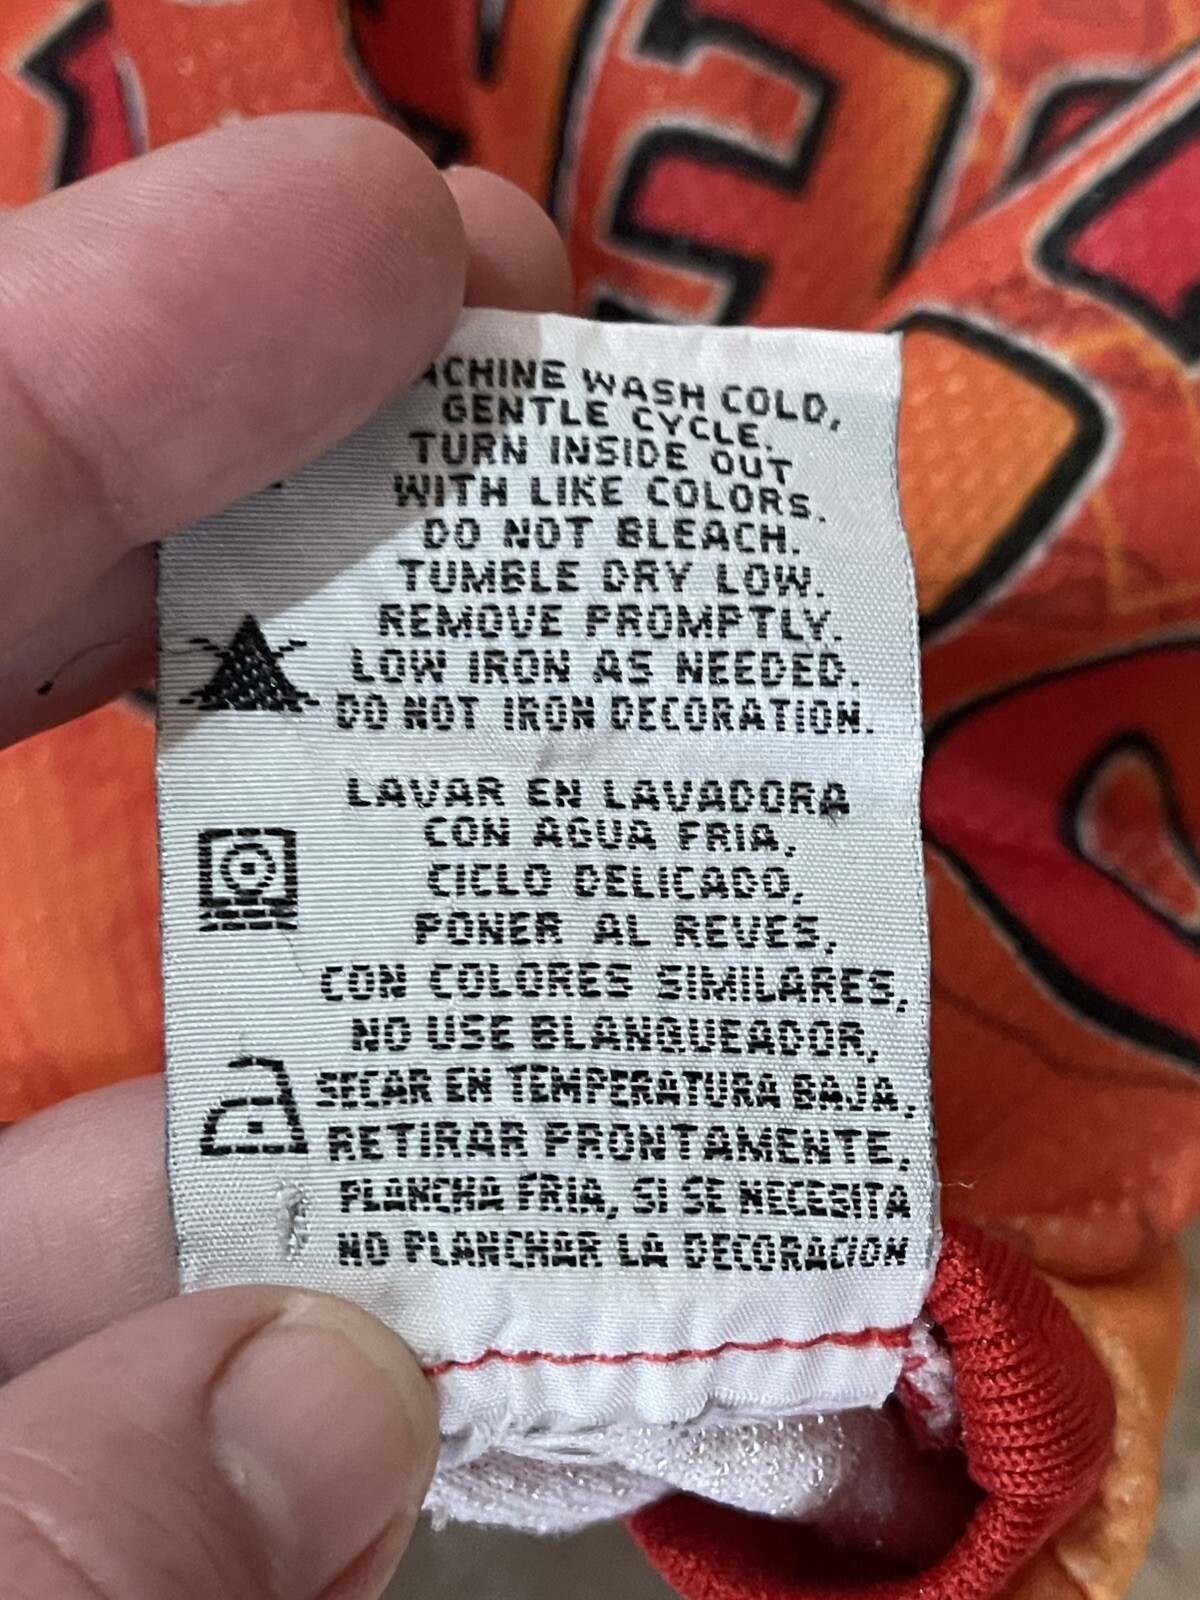 ACHINE WASH COLD,
GENTLE CYCLE.
TURN INSIDE OUT
WITH LIKE COLORS.
DO NOT BLEACH.
TUMBLE DRY LOW.
REMOVE PROMPTLY.
LOW IRON AS NEEDED.
DO NOT IRON DECORATION.
LAVAR EN LAVADORA
CON AGUA FRIA,
CICLO DELICADO,
PONER AL REVES,
CON COLORES SIMILARES,
NO USE BLANQUEADOR,
SECAR EN TEMPERATURA BAJA,
RETIRAR PRONTAMENTE,
PLANCHA FRIA, SI SE NECESITA
NO PLANCHAR LA DECORACION